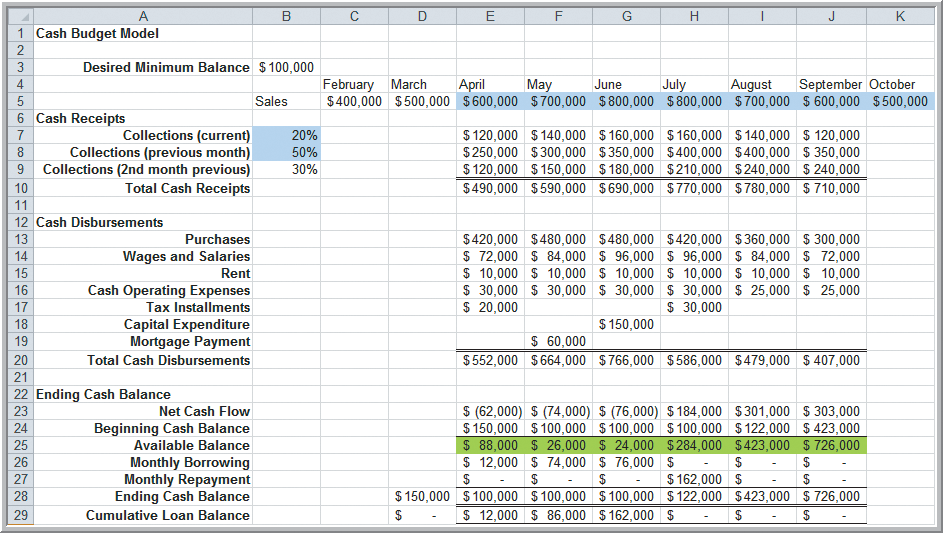 A B C D E F G H I J K
1 Cash Budget Model
2
3 Desired Minimum Balance $100,000
4 February March April May June July August September October
5 Sales $400,000 $500,000 $600,000 $700,000 $800,000 $800,000 $700,000 $ 600,000 $500,000
6 Cash Receipts
7 Collections (current) 20% $120,000 $140,000 $160,000 $160,000 $140,000 $ 120,000
8 Collections (previous month) 50% $250,000 $300,000 $350,000 $400,000 $400,000 $ 350,000
9 Collections (2nd month previous) 30% $120,000 $150,000 $180,000 $210,000 $240,000 $ 240,000
10 Total Cash Receipts $490,000 $590,000 $690,000 $770,000 $780,000 $ 710,000
11
12 Cash Disbursements
13 Purchases $420,000 $480,000 $480,000 $420,000 $360,000 $ 300,000
14 Wages and Salaries $ 72,000 $ 84,000 $ 96,000 $ 96,000 $ 84,000 $ 72,000
15 Rent $ 10,000 $ 10,000 $ 10,000 $ 10,000 $ 10,000 $ 10,000
16 Cash Operating Expenses $ 30,000 $ 30,000 $ 30,000 $ 30,000 $ 25,000 $ 25,000
17 Tax Installments $ 20,000 $ 30,000
18 Capital Expenditure $150,000
19 Mortgage Payment $ 60,000
20 Total Cash Disbursements $552,000 $664,000 $766,000 $586,000 $479,000 $ 407,000
21
22 Ending Cash Balance
23 Net Cash Flow $ (62,000) $ (74,000) $ (76,000) $184,000 $301,000 $ 303,000
24 Beginning Cash Balance $150,000 $100,000 $100,000 $100,000 $122,000 $ 423,000
25 Available Balance $ 88,000 $ 26,000 $ 24,000 $284,000 $423,000 $ 726,000
26 Monthly Borrowing $ 12,000 $ 74,000 $ 76,000 $ - $ - $ -
27 Monthly Repayment $ - $ - $ - $162,000 $ - $ -
28 Ending Cash Balance $150,000 $100,000 $100,000 $100,000 $122,000 $423,000 $ 726,000
29 Cumulative Loan Balance $ - $ 12,000 $ 86,000 $162,000 $ - $ - $ -